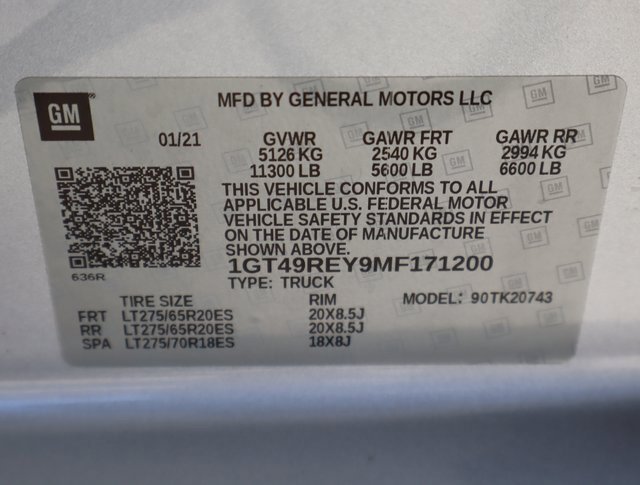 GM
MFD BY GENERAL MOTORS LLC
01/21 GVWR GAWR FRT GAWR RR
5126 KG 2540 KG 2994 KG
11300 LB 5600 LB 6600 LB
THIS VEHICLE CONFORMS TO ALL
APPLICABLE U.S. FEDERAL MOTOR
VEHICLE SAFETY STANDARDS IN EFFECT
ON THE DATE OF MANUFACTURE
SHOWN ABOVE.
636R
1GT49REY9MF171200
TYPE: TRUCK
TIRE SIZE RIM MODEL: 90TK20743
FRT LT275/65R20ES 20X8.5J
RR LT275/65R20ES 20X8.5J
SPA LT275/70R18ES 18X8J